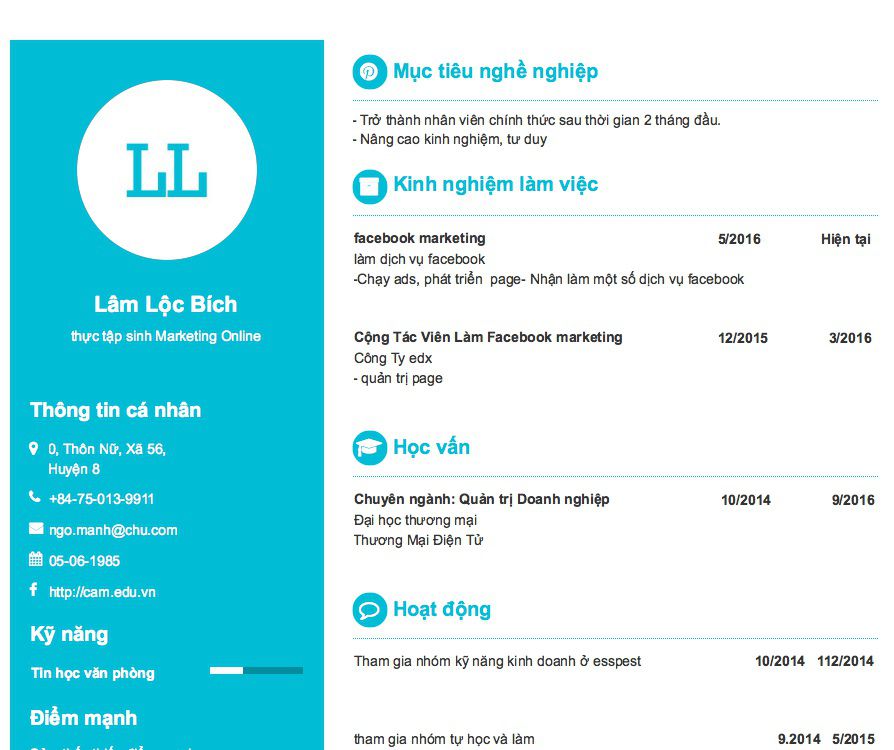 LL
Lâm Lộc Bích
thực tập sinh Marketing Online
Thông tin cá nhân
0, Thôn Nữ, Xã 56,
Huyện 8
+84-75-013-9911
ngo.manh@chu.com
05-06-1985
http://cam.edu.vn
Kỹ năng
Tin học văn phòng
Điểm mạnh
Mục tiêu nghề nghiệp
- Trở thành nhân viên chính thức sau thời gian 2 tháng đầu.
- Nâng cao kinh nghiệm, tư duy
Kinh nghiệm làm việc
facebook marketing 5/2016 Hiện tại
làm dịch vụ facebook
-Chạy ads, phát triển page- Nhận làm một số dịch vụ facebook
Cộng Tác Viên Làm Facebook marketing 12/2015 3/2016
Công Ty edx
- quản trị page
Học vấn
Chuyên ngành: Quản trị Doanh nghiệp 10/2014 9/2016
Đại học thương mại
Thương Mại Điện Tử
Hoạt động
Tham gia nhóm kỹ năng kinh doanh ở esspest 10/2014 112/2014
tham gia nhóm tự học và làm 9.2014 5/2015